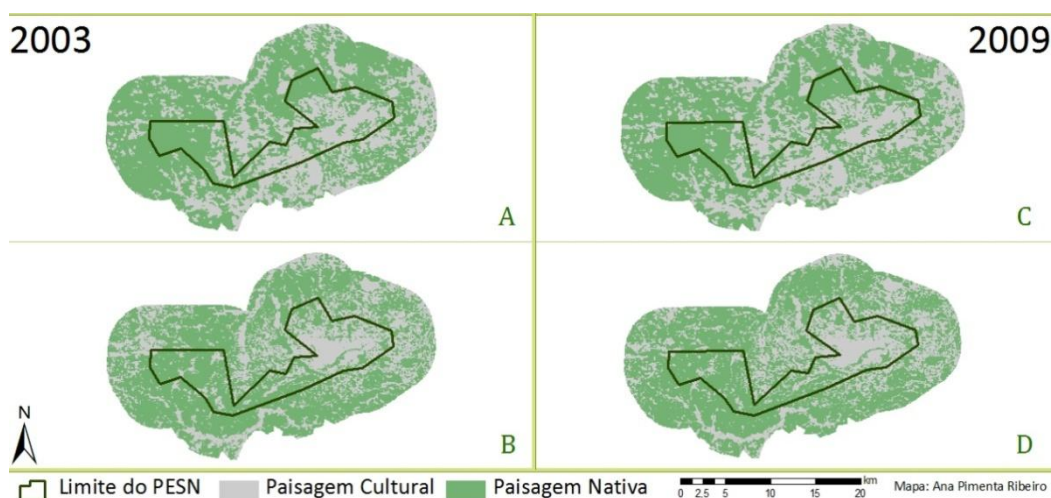 2003
2009
A
C
B
D
N
Limite do PESN
Paisagem Cultural
Paisagem Nativa
0 2.5 5 10 15 20 km
Mapa: Ana Pimenta Ribeiro